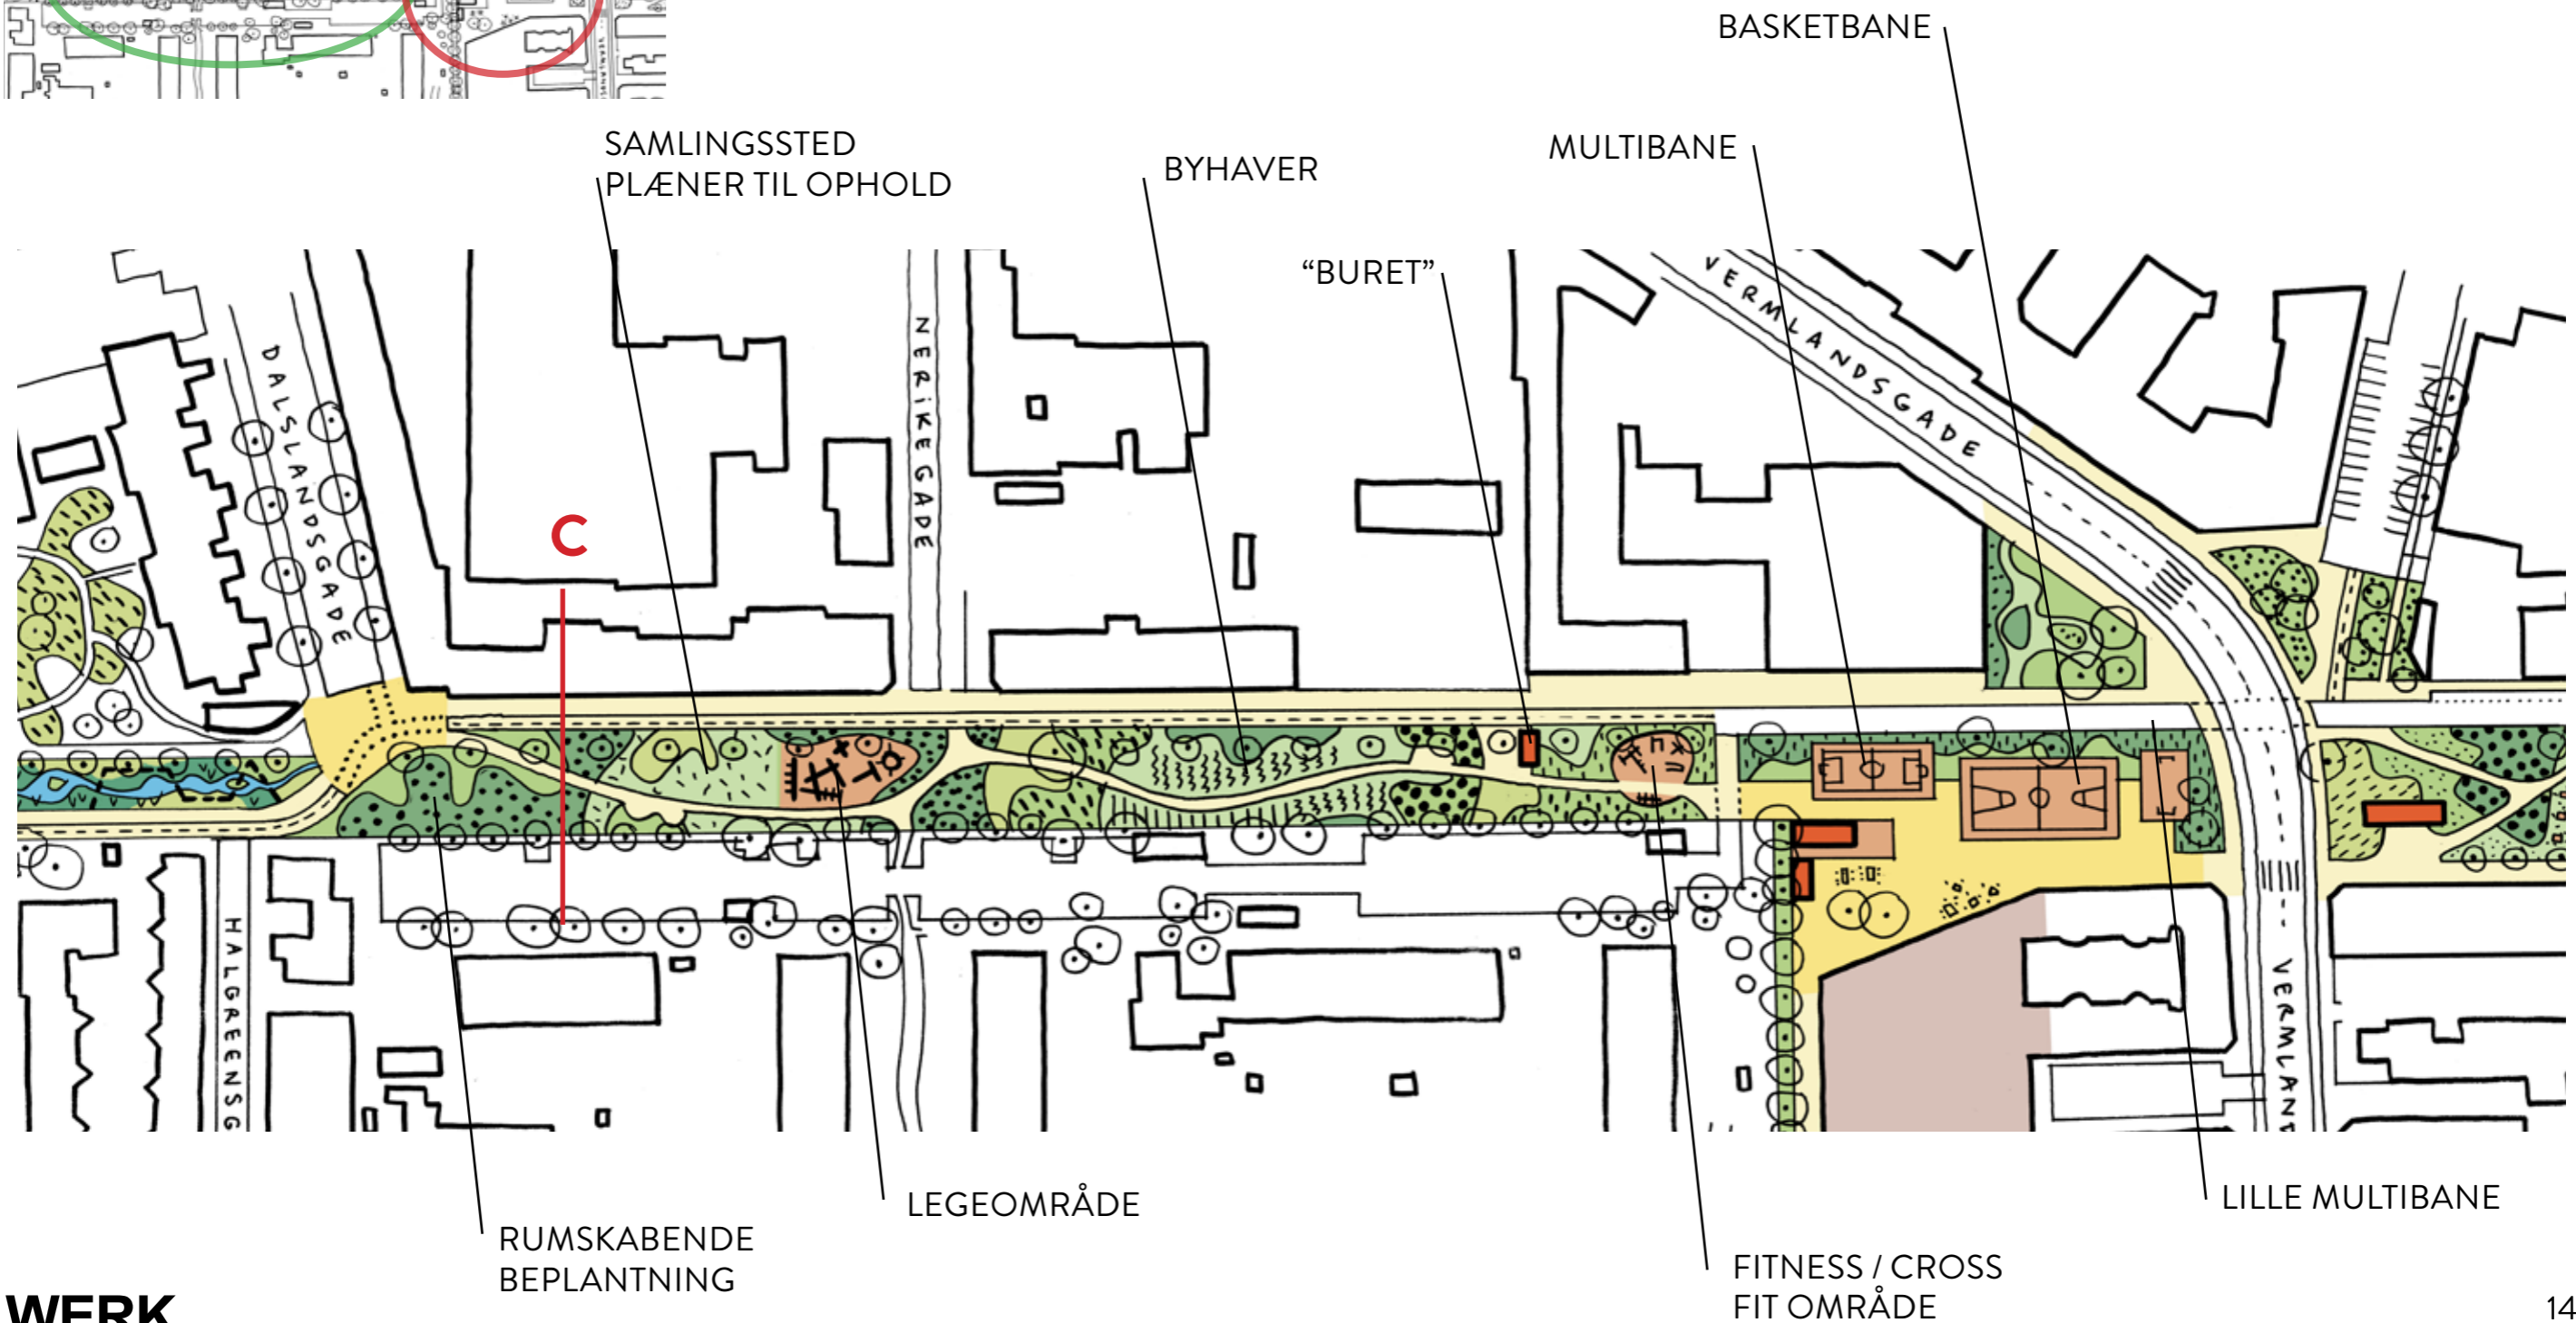 BASKETBANE
SAMLINGSSTED
PLÆNER TIL OPHOLD
BYHAVER
MULTIBANE
“BURET”
VERMLANDSGADE
DALSLANDSGADE
NERIKEGADE
C
HALGREENSG
VERMLAND
LEGEOMRÅDE
RUMSKABENDE
BEPLANTNING
LILLE MULTIBANE
FITNESS / CROSS
FIT OMRÅDE
WERK
14